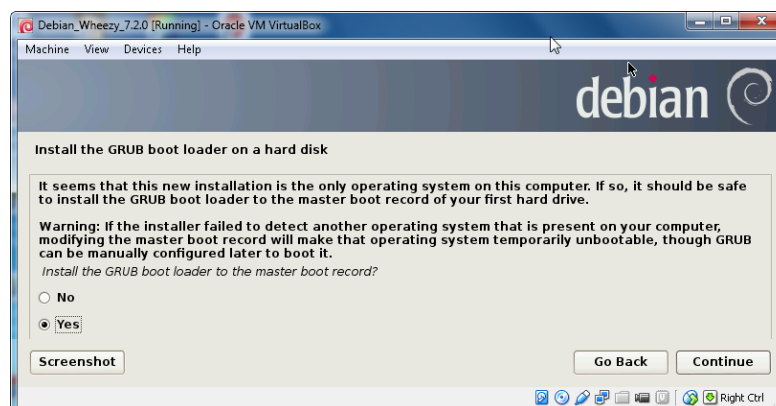 Debian_Wheezy_7.2.0 [Running] - Oracle VM VirtualBox
Machine View Devices Help
debian
Install the GRUB boot loader on a hard disk
It seems that this new installation is the only operating system on this computer. If so, it should be safe
to install the GRUB boot loader to the master boot record of your first hard drive.
Warning: If the installer failed to detect another operating system that is present on your computer,
modifying the master boot record will make that operating system temporarily unbootable, though GRUB
can be manually configured later to boot it.
Install the GRUB boot loader to the master boot record?
No
Yes
Screenshot Go Back Continue
Right Ctrl